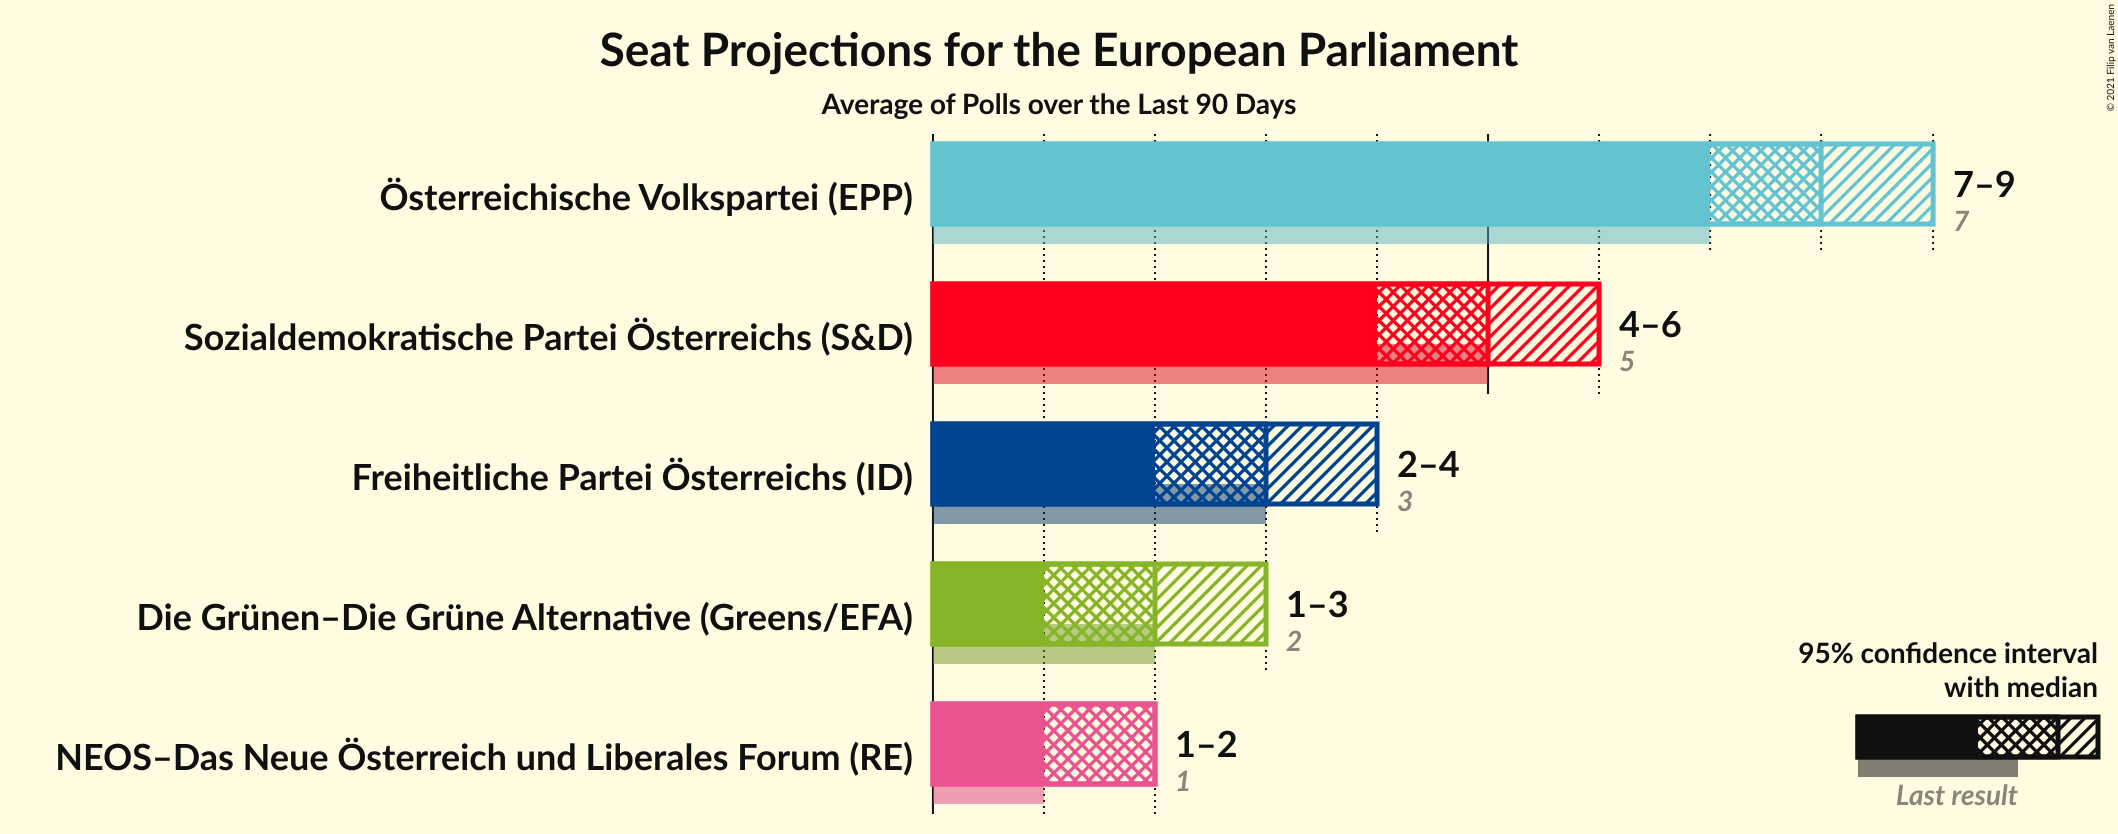 Seat Projections for the European Parliament
Average of Polls over the Last 90 Days
© 2021 Filip van Laenen
Österreichische Volkspartei (EPP)
7–9
7
Sozialdemokratische Partei Österreichs (S&D)
4–6
5
Freiheitliche Partei Österreichs (ID)
2–4
3
Die Grünen–Die Grüne Alternative (Greens/EFA)
1–3
2
NEOS–Das Neue Österreich und Liberales Forum (RE)
1–2
1
95% confidence interval
with median
Last result